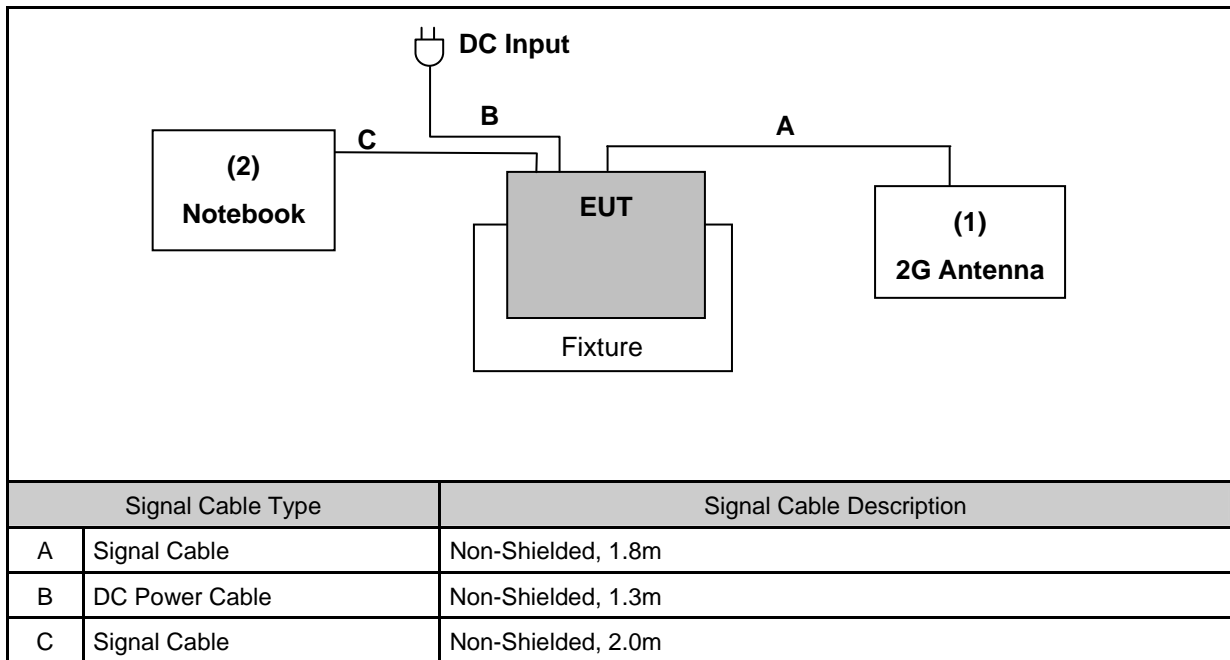 DC Input
B
A
C
(2)
Notebook
EUT
(1)
2G Antenna
Fixture
Signal Cable Type Signal Cable Description
A Signal Cable Non-Shielded, 1.8m
B DC Power Cable Non-Shielded, 1.3m
C Signal Cable Non-Shielded, 2.0m